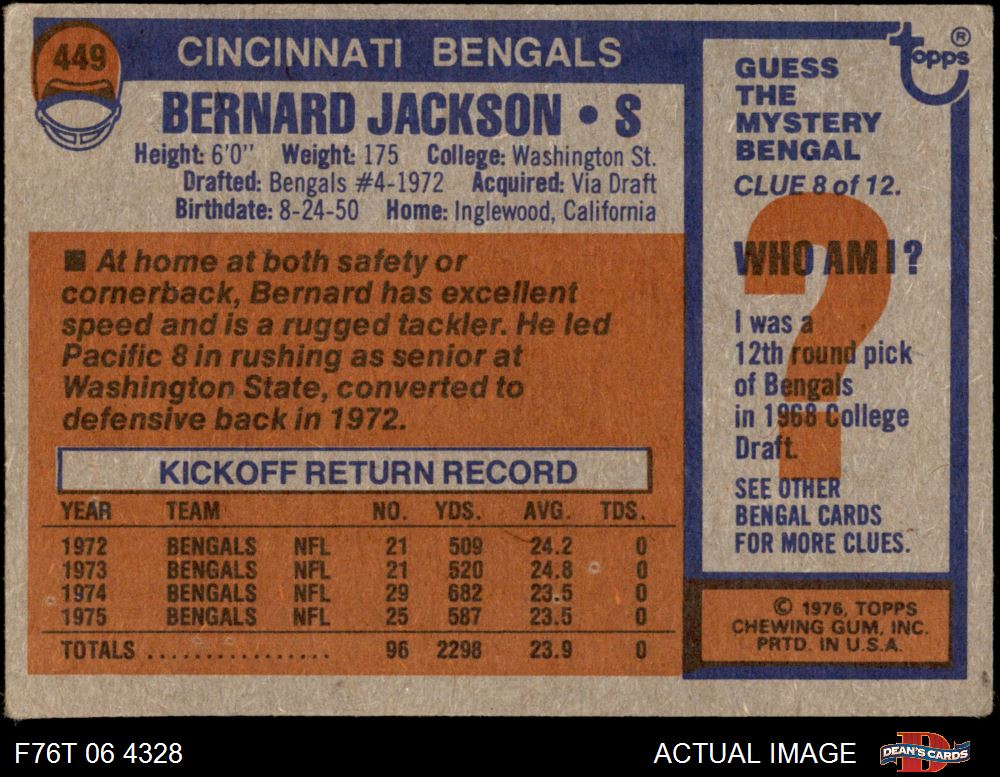 449
CINCINNATI BENGALS
BERNARD JACKSON • S
Height: 6'0" Weight: 175 College: Washington St.
Drafted: Bengals #4-1972 Acquired: Via Draft
Birthdate: 8-24-50 Home: Inglewood, California
■ At home at both safety or
cornerback, Bernard has excellent
speed and is a rugged tackler. He led
Pacific 8 in rushing as senior at
Washington State, converted to
defensive back in 1972.
KICKOFF RETURN RECORD
YEAR TEAM NO. YDS. AVG. TDS.
1972 BENGALS NFL 21 509 24.2 0
1973 BENGALS NFL 21 520 24.8 0
1974 BENGALS NFL 29 682 23.5 0
1975 BENGALS NFL 25 587 23.5 0
TOTALS ................ 96 2298 23.9 0
topps®
GUESS
THE
MYSTERY
BENGAL
CLUE 8 of 12.
?
WHO AM I?
I was a
12th round pick
of Bengals
in 1968 College
Draft.
SEE OTHER
BENGAL CARDS
FOR MORE CLUES.
© 1976, TOPPS
CHEWING GUM, INC.
PRTD. IN U.S.A.
F76T 06 4328
ACTUAL IMAGE
DEAN'S CARDS